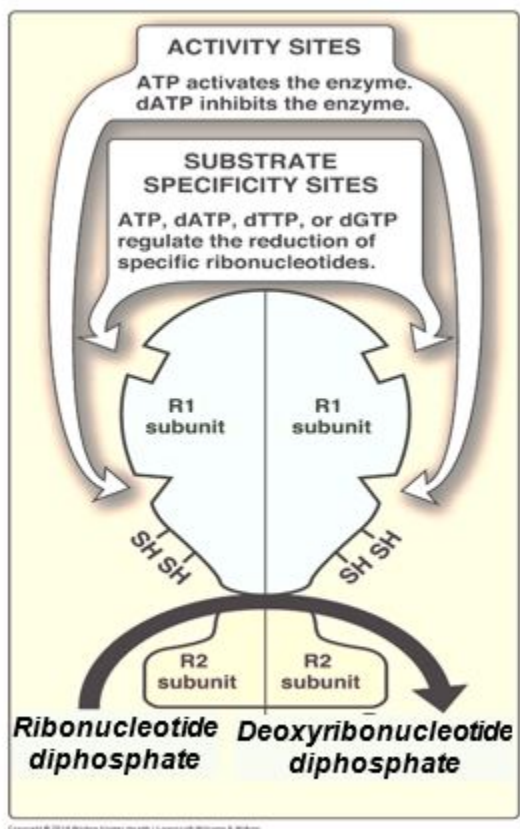 ACTIVITY SITES
ATP activates the enzyme.
dATP inhibits the enzyme.
SUBSTRATE
SPECIFICITY SITES
ATP, dATP, dTTP, or dGTP
regulate the reduction of
specific ribonucleotides.
R1
subunit
R1
subunit
SH SH
SH SH
R2
subunit
R2
subunit
Ribonucleotide
diphosphate
Deoxyribonucleotide
diphosphate